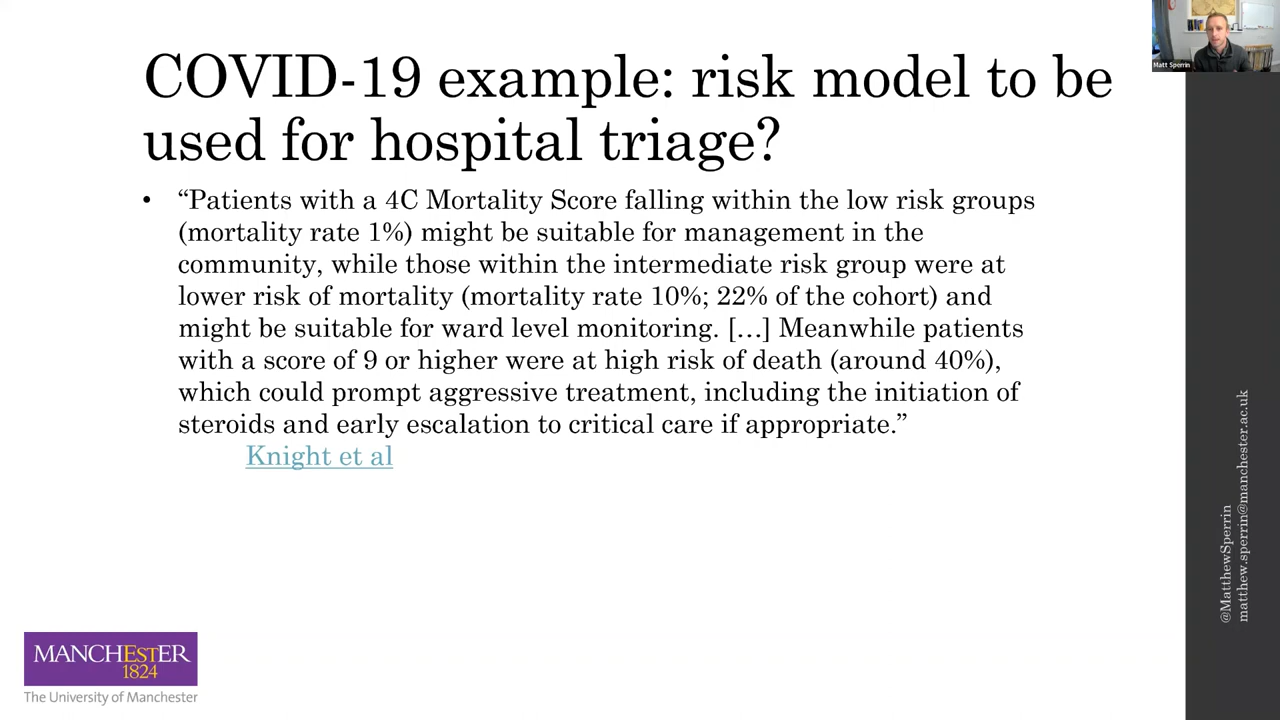 COVID-19 example: risk model to be
used for hospital triage?
• “Patients with a 4C Mortality Score falling within the low risk groups
(mortality rate 1%) might be suitable for management in the
community, while those within the intermediate risk group were at
lower risk of mortality (mortality rate 10%; 22% of the cohort) and
might be suitable for ward level monitoring. […] Meanwhile patients
with a score of 9 or higher were at high risk of death (around 40%),
which could prompt aggressive treatment, including the initiation of
steroids and early escalation to critical care if appropriate.”
Knight et al
Matt Sperrin
@MatthewSperrin
matthew.sperrin@manchester.ac.uk
MANCHEStER
1824
The University of Manchester